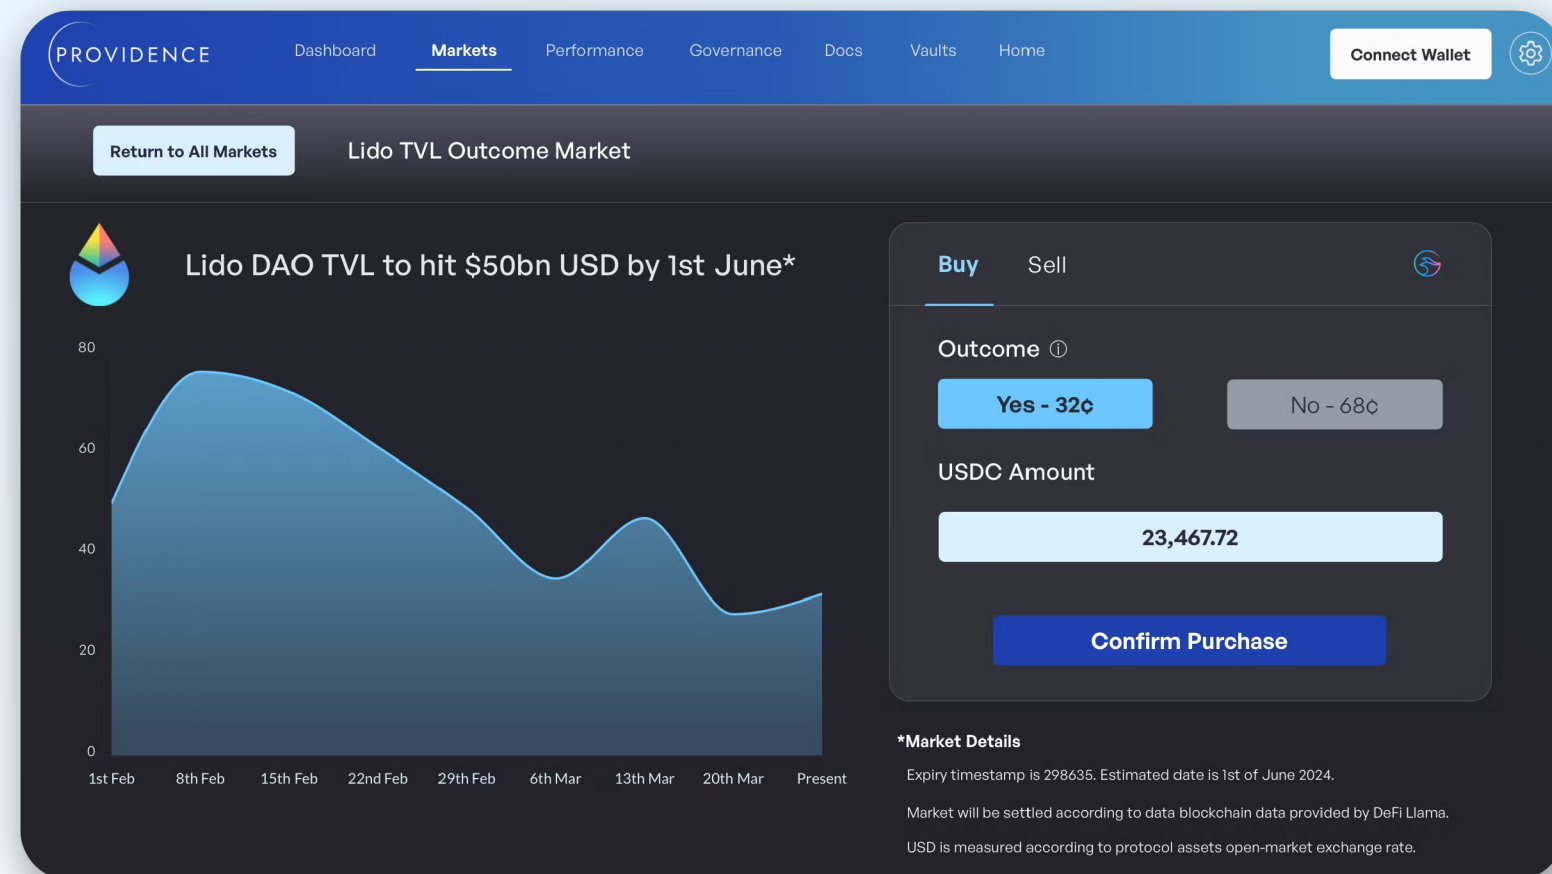 PROVIDENCE
Dashboard
Markets
Performance
Governance
Docs
Vaults
Home
Connect Wallet
Return to All Markets
Lido TVL Outcome Market
Lido DAO TVL to hit $50bn USD by 1st June*
80
60
40
20
0
1st Feb
8th Feb
15th Feb
22nd Feb
29th Feb
6th Mar
13th Mar
20th Mar
Present
Buy
Sell
Outcome ⓘ
Yes - 32¢
No - 68¢
USDC Amount
23,467.72
Confirm Purchase
*Market Details
Expiry timestamp is 298635. Estimated date is 1st of June 2024.
Market will be settled according to data blockchain data provided by DeFi Llama.
USD is measured according to protocol assets open-market exchange rate.